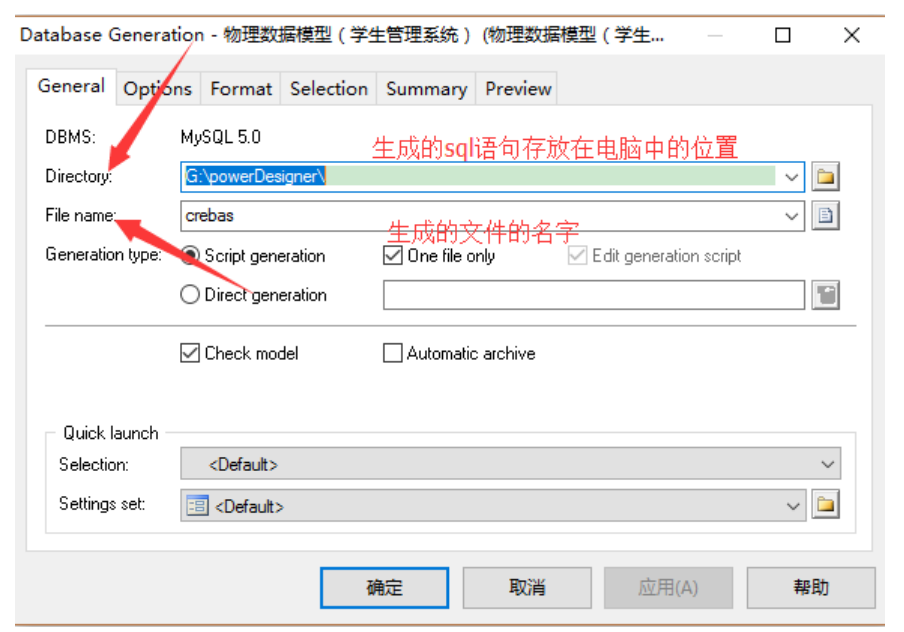 Database Generation - 物理数据模型（学生管理系统） (物理数据模型（学生...
General Options Format Selection Summary Preview
DBMS: MySQL 5.0
生成的sql语句存放在电脑中的位置
Directory: G:\powerDesigner\
File name: crebas
生成的文件的名字
Generation type: Script generation One file only Edit generation script
Direct generation
Check model Automatic archive
Quick launch
Selection: <Default>
Settings set: <Default>
确定 取消 应用(A) 帮助